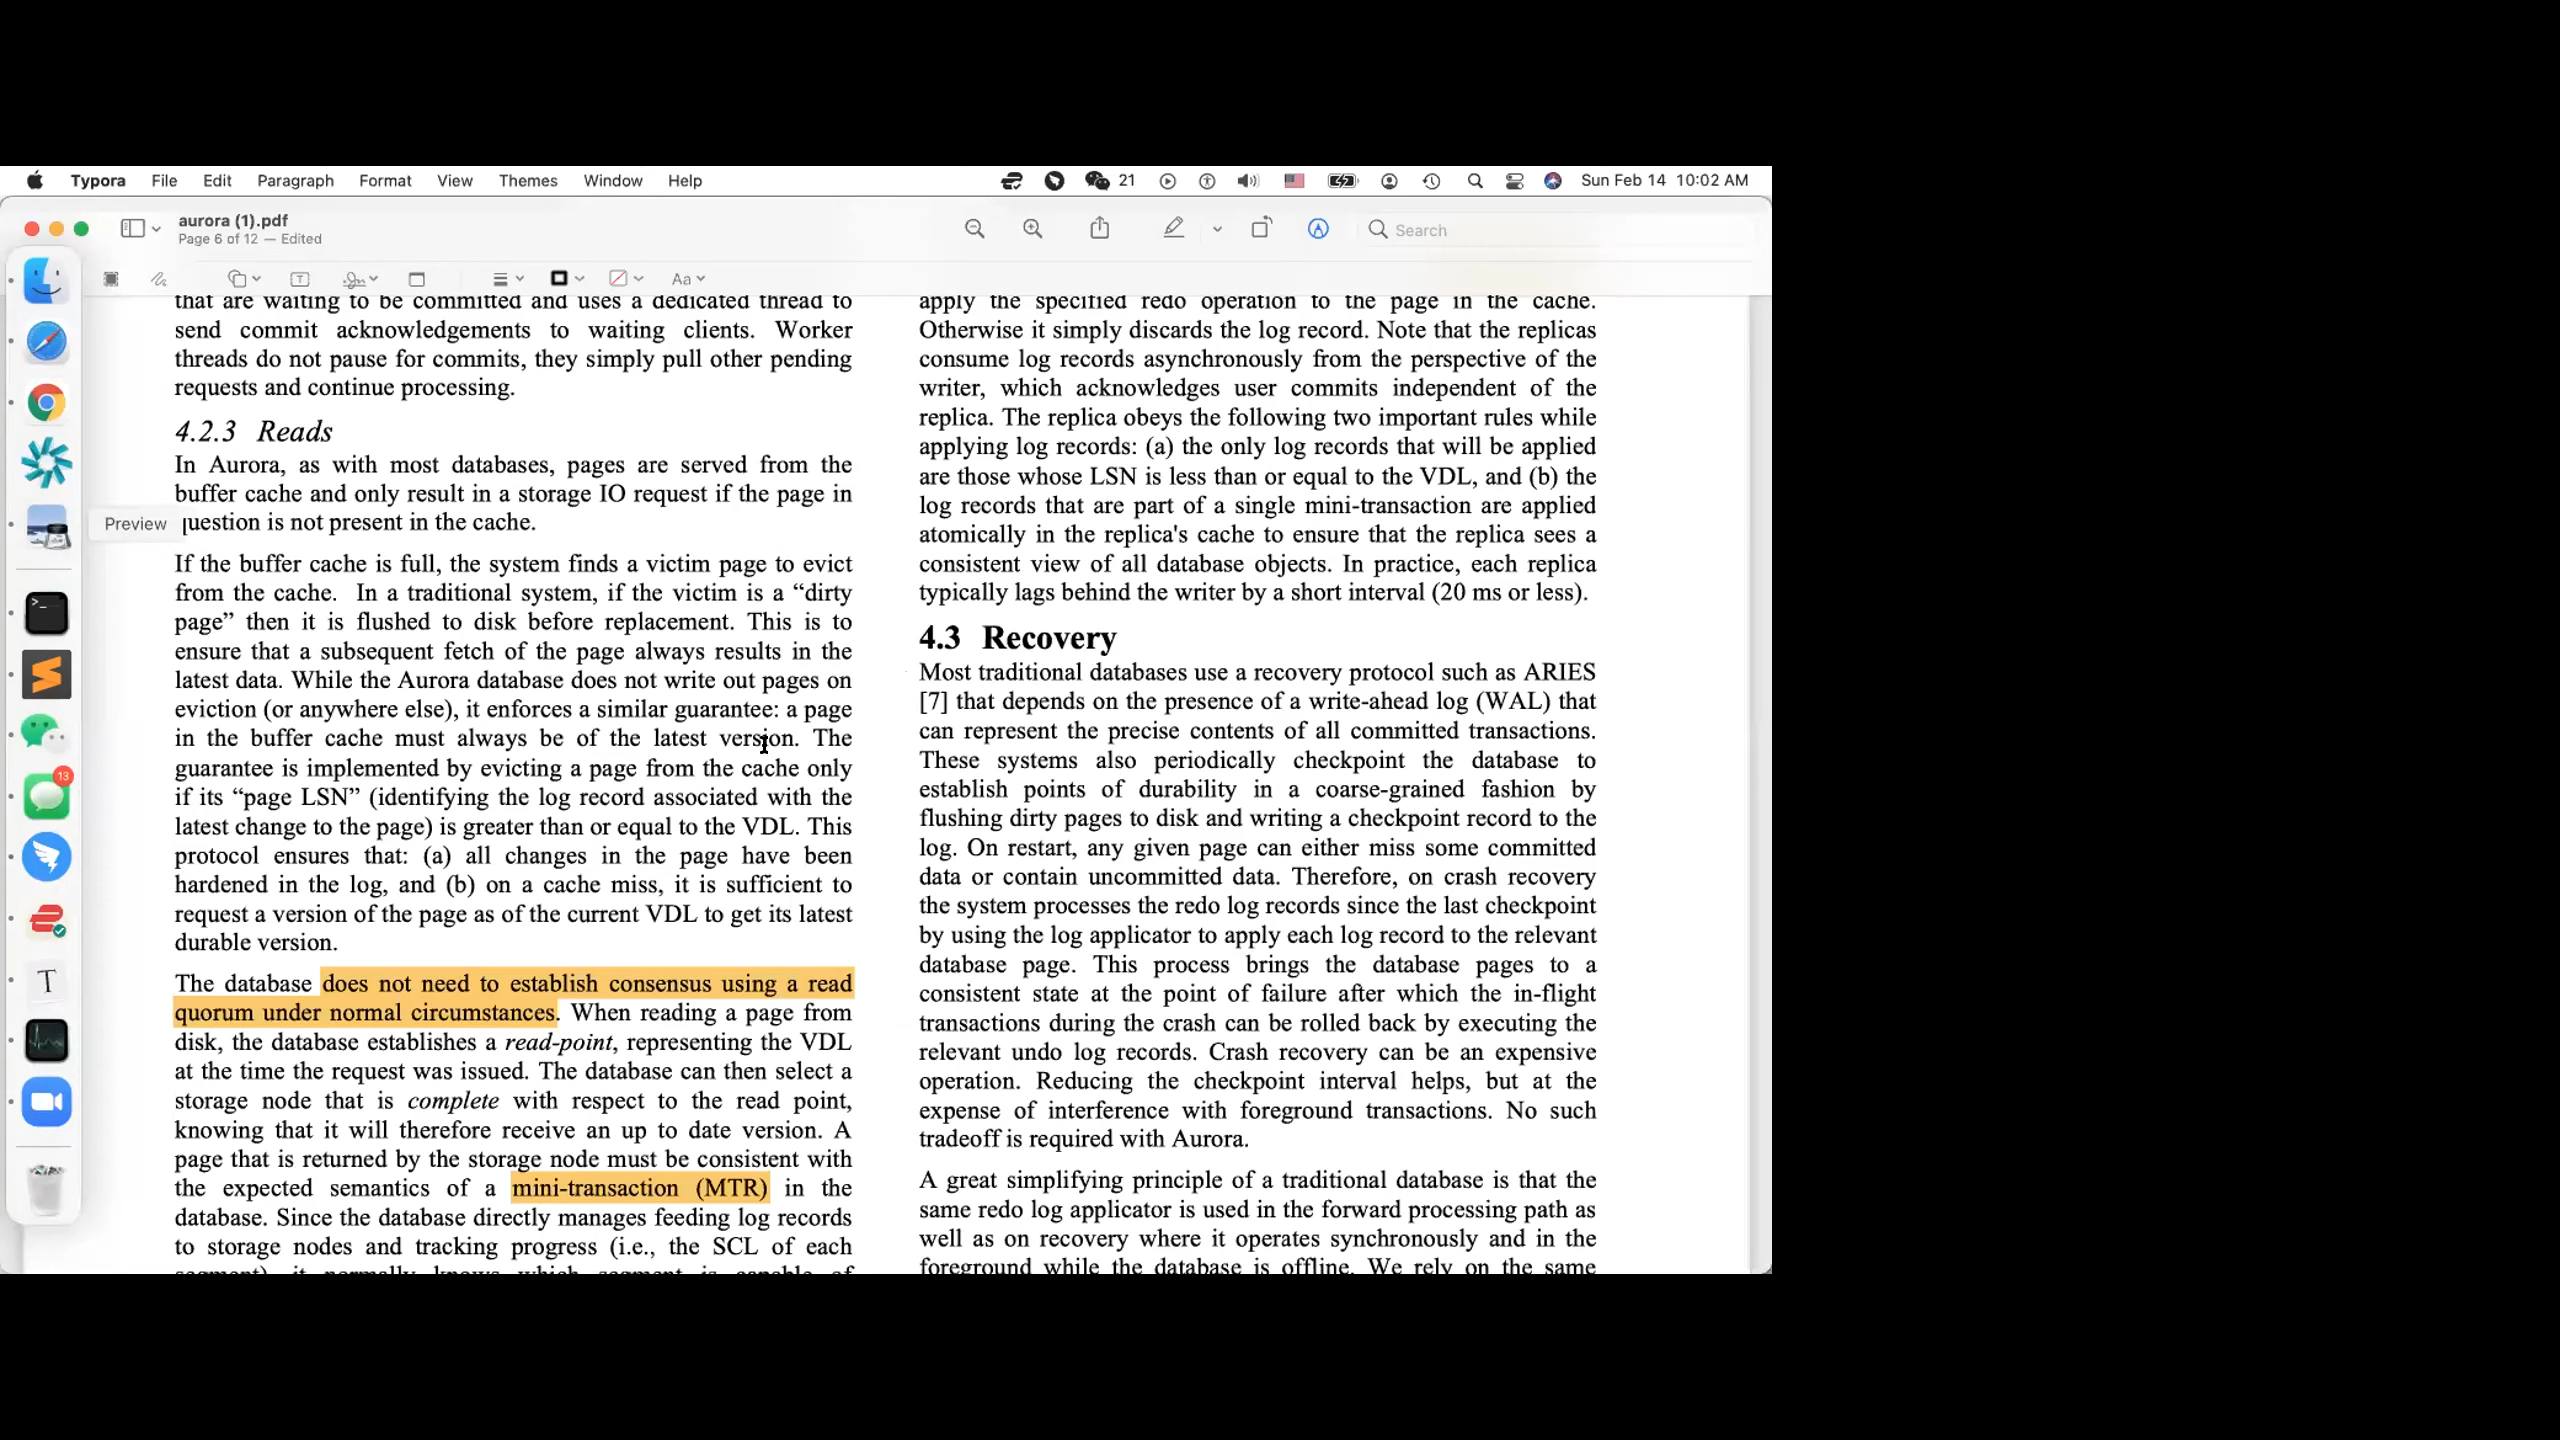 Typora File Edit Paragraph Format View Themes Window Help 21 Sun Feb 14 10:02 AM
aurora (1).pdf
Page 6 of 12 — Edited
Search
Aa
13
Preview
that are waiting to be committed and uses a dedicated thread to
send commit acknowledgements to waiting clients. Worker
threads do not pause for commits, they simply pull other pending
requests and continue processing.
4.2.3 Reads
In Aurora, as with most databases, pages are served from the
buffer cache and only result in a storage IO request if the page in
question is not present in the cache.
If the buffer cache is full, the system finds a victim page to evict
from the cache. In a traditional system, if the victim is a “dirty
page” then it is flushed to disk before replacement. This is to
ensure that a subsequent fetch of the page always results in the
latest data. While the Aurora database does not write out pages on
eviction (or anywhere else), it enforces a similar guarantee: a page
in the buffer cache must always be of the latest version. The
guarantee is implemented by evicting a page from the cache only
if its “page LSN” (identifying the log record associated with the
latest change to the page) is greater than or equal to the VDL. This
protocol ensures that: (a) all changes in the page have been
hardened in the log, and (b) on a cache miss, it is sufficient to
request a version of the page as of the current VDL to get its latest
durable version.
The database does not need to establish consensus using a read
quorum under normal circumstances. When reading a page from
disk, the database establishes a read-point, representing the VDL
at the time the request was issued. The database can then select a
storage node that is complete with respect to the read point,
knowing that it will therefore receive an up to date version. A
page that is returned by the storage node must be consistent with
the expected semantics of a mini-transaction (MTR) in the
database. Since the database directly manages feeding log records
to storage nodes and tracking progress (i.e., the SCL of each
segment), it normally knows which segment is capable of
apply the specified redo operation to the page in the cache.
Otherwise it simply discards the log record. Note that the replicas
consume log records asynchronously from the perspective of the
writer, which acknowledges user commits independent of the
replica. The replica obeys the following two important rules while
applying log records: (a) the only log records that will be applied
are those whose LSN is less than or equal to the VDL, and (b) the
log records that are part of a single mini-transaction are applied
atomically in the replica's cache to ensure that the replica sees a
consistent view of all database objects. In practice, each replica
typically lags behind the writer by a short interval (20 ms or less).
4.3 Recovery
Most traditional databases use a recovery protocol such as ARIES
[7] that depends on the presence of a write-ahead log (WAL) that
can represent the precise contents of all committed transactions.
These systems also periodically checkpoint the database to
establish points of durability in a coarse-grained fashion by
flushing dirty pages to disk and writing a checkpoint record to the
log. On restart, any given page can either miss some committed
data or contain uncommitted data. Therefore, on crash recovery
the system processes the redo log records since the last checkpoint
by using the log applicator to apply each log record to the relevant
database page. This process brings the database pages to a
consistent state at the point of failure after which the in-flight
transactions during the crash can be rolled back by executing the
relevant undo log records. Crash recovery can be an expensive
operation. Reducing the checkpoint interval helps, but at the
expense of interference with foreground transactions. No such
tradeoff is required with Aurora.
A great simplifying principle of a traditional database is that the
same redo log applicator is used in the forward processing path as
well as on recovery where it operates synchronously and in the
foreground while the database is offline. We rely on the same